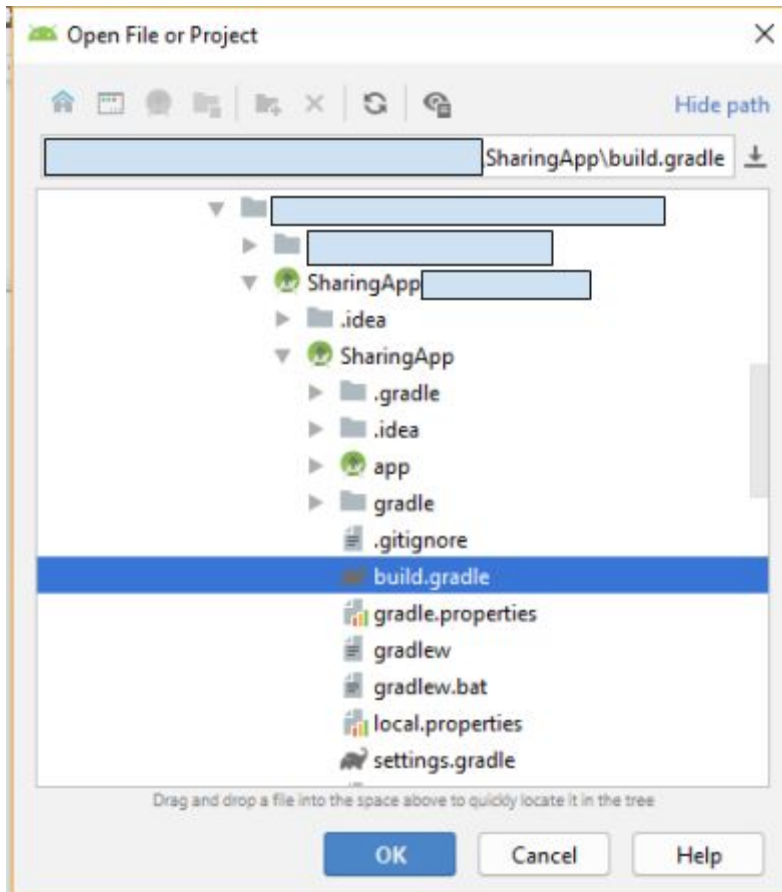 Open File or Project
Hide path
SharingApp\build.gradle
SharingApp
.idea
SharingApp
.gradle
.idea
app
gradle
.gitignore
build.gradle
gradle.properties
gradlew
gradlew.bat
local.properties
settings.gradle
Drag and drop a file into the space above to quickly locate it in the tree
OK Cancel Help